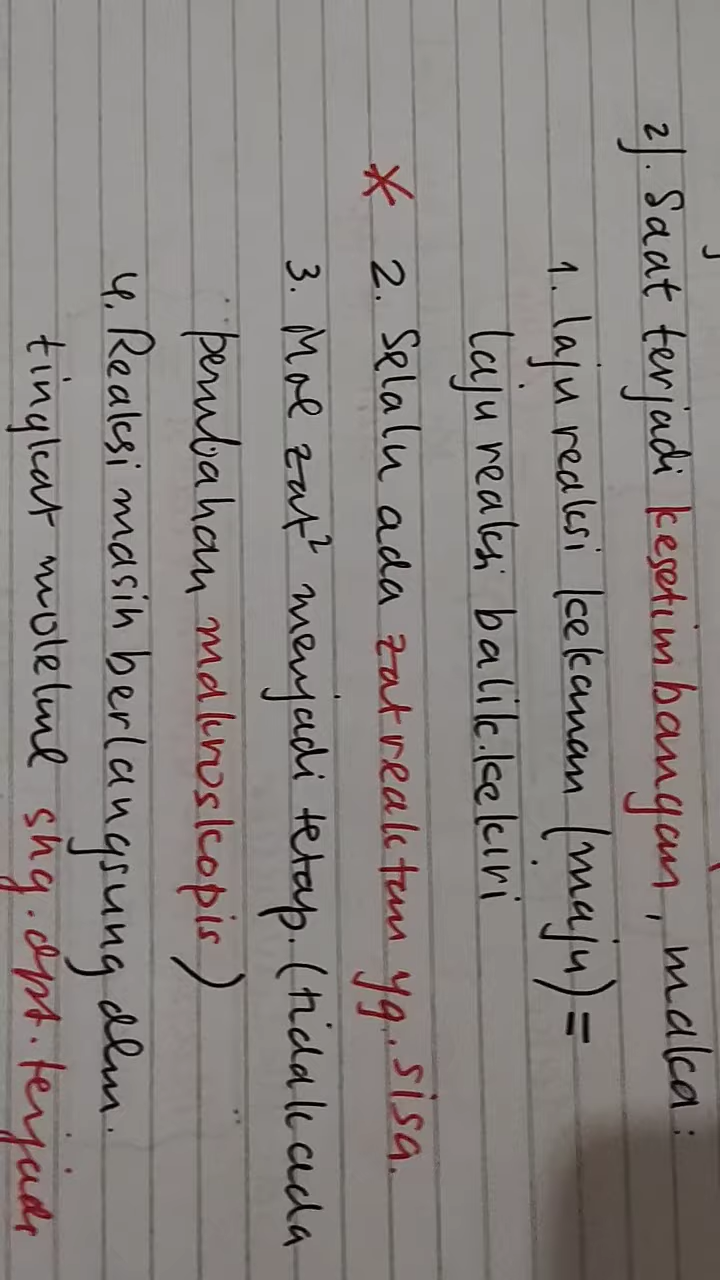 2). Saat terjadi kesetimbangan, maka:
1. laju reaksi kekanan (maju) =
laju reaksi balik.kekiri
* 2. Selalu ada zat reaktan yg. sisa.
3. Mol zat² menjadi tetap. (tidak ada
perubahan makroskopis)
4. Reaksi masih berlangsung dlm.
tingkat molekul shg. dpt. terjadi